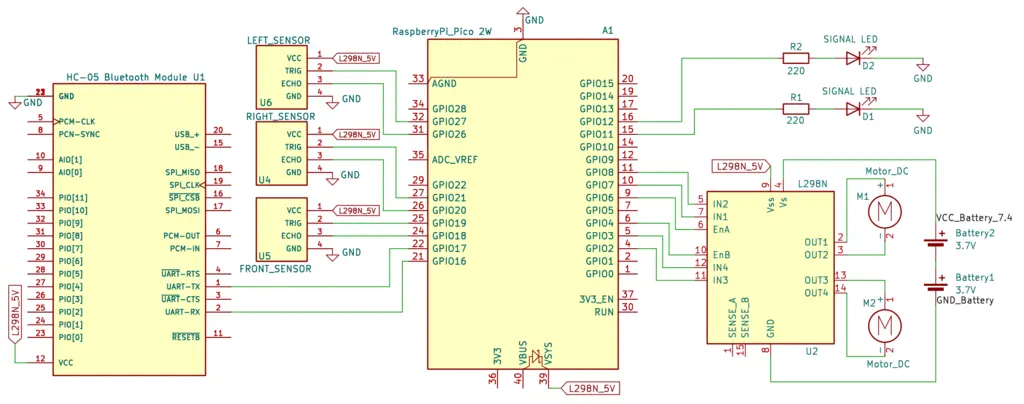 HC-05 Bluetooth Module U1
GND
GND
5 PCM-CLK
8 PCN-SYNC
10 AIO[1]
9 AIO[0]
34 PIO[11]
33 PIO[10]
32 PIO[9]
31 PIO[8]
30 PIO[7]
29 PIO[6]
28 PIO[5]
27 PIO[4]
26 PIO[3]
25 PIO[2]
24 PIO[1]
23 PIO[0]
12 VCC
L298N_5V
USB_+ 20
USB_- 15
SPI_MISO 18
SPI_CLK 19
SPI_CSB 16
SPI_MOSI 17
PCM-OUT 6
PCM-IN 7
UART-RTS 4
UART-TX 1
UART-CTS 3
UART-RX 2
RESETB 11
LEFT_SENSOR
VCC 1 L298N_5V
TRIG 2
ECHO 3
GND 4 GND
U6
RIGHT_SENSOR
VCC 1 L298N_5V
TRIG 2
ECHO 3
GND 4 GND
U4
VCC 1 L298N_5V
TRIG 2
ECHO 3
GND 4 GND
U5
FRONT_SENSOR
RaspberryPi_Pico 2W
A1
GND
3
GND
33 AGND
34 GPIO28
32 GPIO27
31 GPIO26
35 ADC_VREF
29 GPIO22
27 GPIO21
26 GPIO20
25 GPIO19
24 GPIO18
22 GPIO17
21 GPIO16
GPIO15 20
GPIO14 19
GPIO13 17
GPIO12 16
GPIO11 15
GPIO10 14
GPIO9 12
GPIO8 11
GPIO7 10
GPIO6 9
GPIO5 7
GPIO4 6
GPIO3 5
GPIO2 4
GPIO1 2
GPIO0 1
3V3_EN 37
RUN 30
3V3 36
VBUS 40
VSYS 39
L298N_5V
SIGNAL LED
R2
220
D2
GND
SIGNAL LED
R1
220
D1
GND
L298N_5V
L298N
9 Vss
4 Vs
5 IN2
7 IN1
6 EnA
10 EnB
12 IN4
11 IN3
OUT1 2
OUT2 3
OUT3 13
OUT4 14
SENSE_A 1
SENSE_B 15
GND 8
U2
Motor_DC
+ 1
M1
M
- 2
M2
+ 1
M
- 2
Motor_DC
VCC_Battery_7.4
+ Battery2
3.7V
+ Battery1
3.7V
GND_Battery